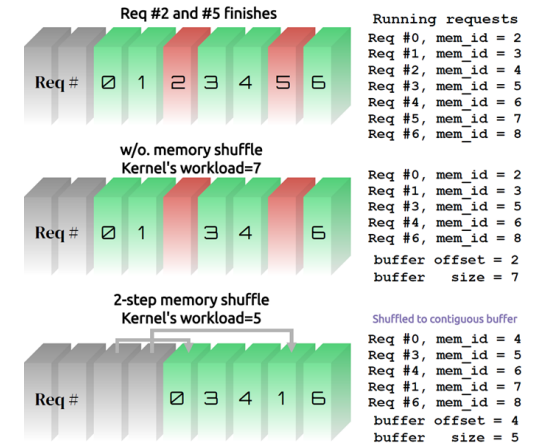 Req #2 and #5 finishes
Req # 0 1 2 3 4 5 6
Running requests
Req #0, mem_id = 2
Req #1, mem_id = 3
Req #2, mem_id = 4
Req #3, mem_id = 5
Req #4, mem_id = 6
Req #5, mem_id = 7
Req #6, mem_id = 8
w/o. memory shuffle
Kernel's workload=7
Req # 0 1 3 4 6
Req #0, mem_id = 2
Req #1, mem_id = 3
Req #3, mem_id = 5
Req #4, mem_id = 6
Req #6, mem_id = 8
buffer offset = 2
buffer size = 7
2-step memory shuffle
Kernel's workload=5
Req # 0 3 4 1 6
Shuffled to contiguous buffer
Req #0, mem_id = 4
Req #3, mem_id = 5
Req #4, mem_id = 6
Req #1, mem_id = 7
Req #6, mem_id = 8
buffer offset = 4
buffer size = 5